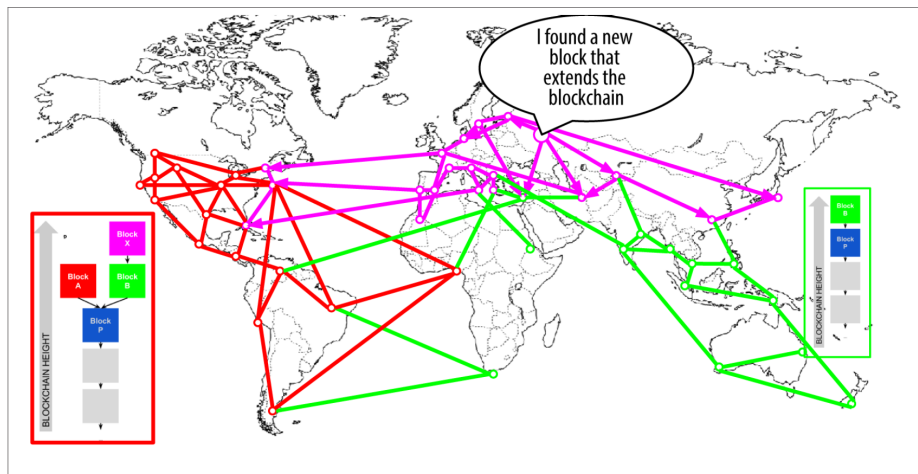 I found a new
block that
extends the
blockchain
Block
X
Block
A
Block
B
Block
P
BLOCKCHAIN HEIGHT
Block
B
Block
P
BLOCKCHAIN HEIGHT